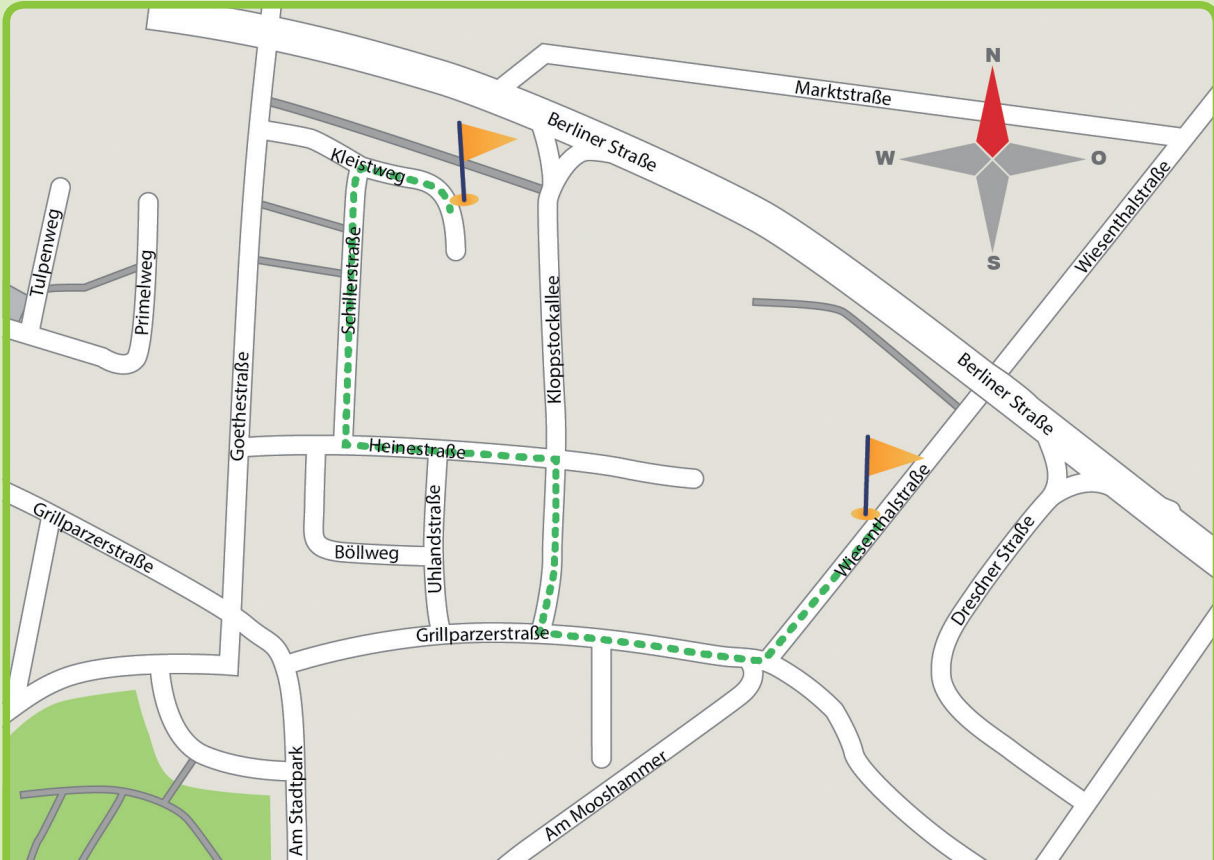 N
Marktstraße
Berliner Straße
W
O
Kleistweg
Wiesenthalstraße
S
Tulpenweg
Primelweg
Schillerstraße
Kloppstockallee
Goethestraße
Berliner Straße
Heinestraße
Wiesenthalstraße
Grillparzerstraße
Uhlandstraße
Böllweg
Dresdner Straße
Grillparzerstraße
Am Stadtpark
Am Mooshammer